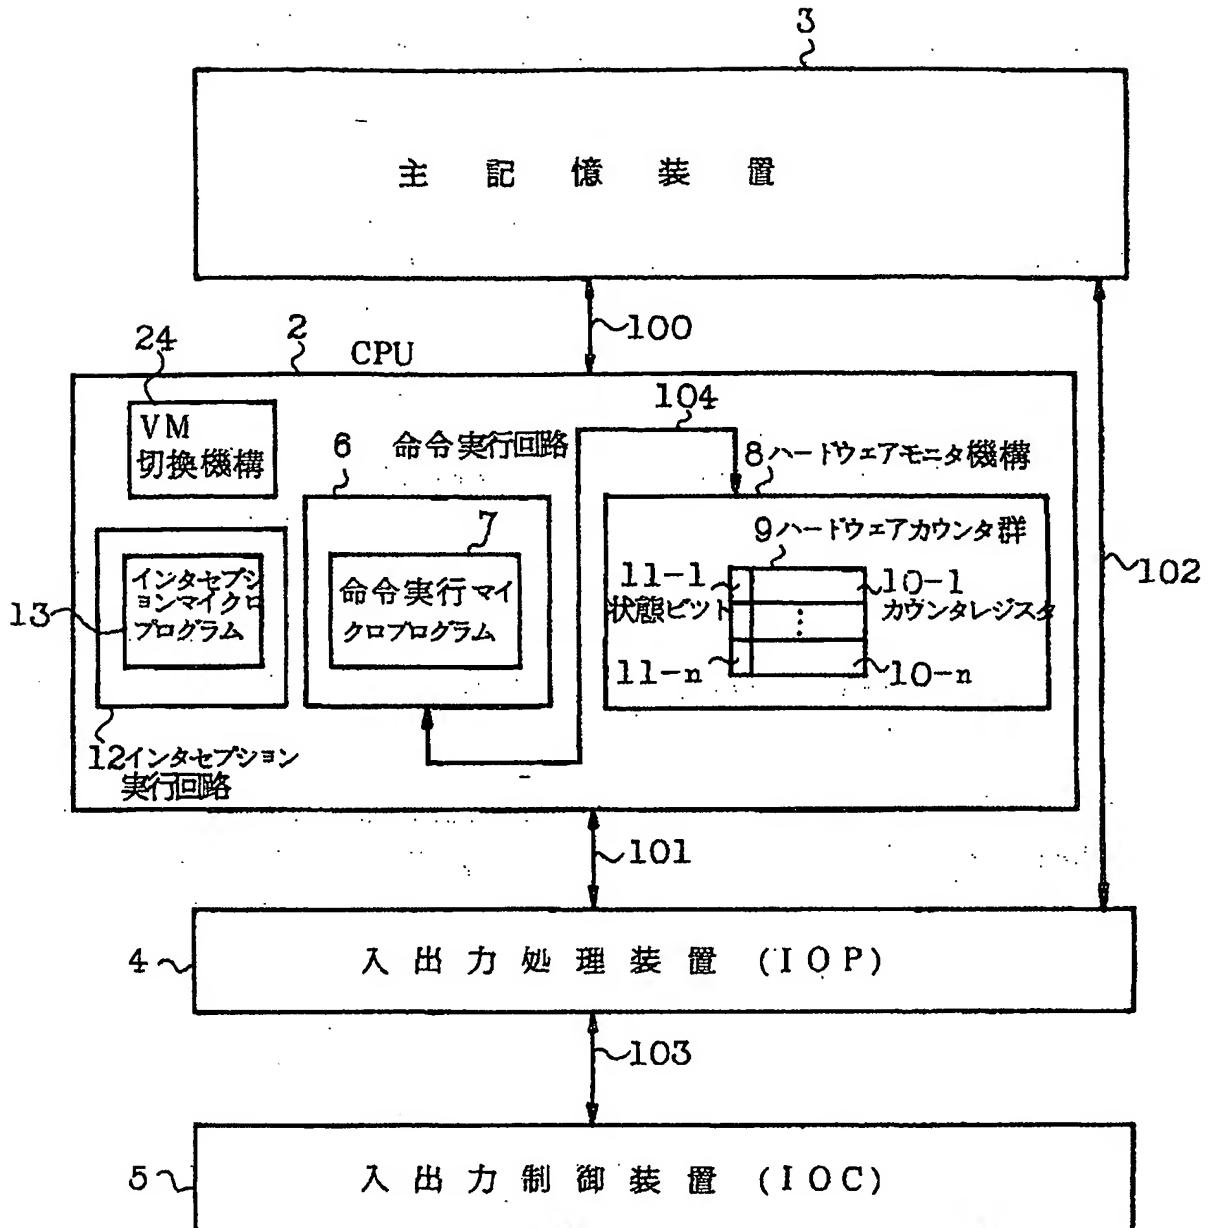 3
主記憶装置
100
24
2
CPU
104
VM
切換機構
6
命令実行回路
8
ハードウェアモニタ機構
7
9
ハードウェアカウンタ群
102
インタセプシ
ョンマイクロ
プログラム
命令実行マイ
クロプログラム
11-1
状態ビット
10-1
カウンタレジスタ
13
11-n
10-n
12
インタセプション
実行回路
101
4
入出力処理装置(IOP)
103
5
入出力制御装置(IOC)